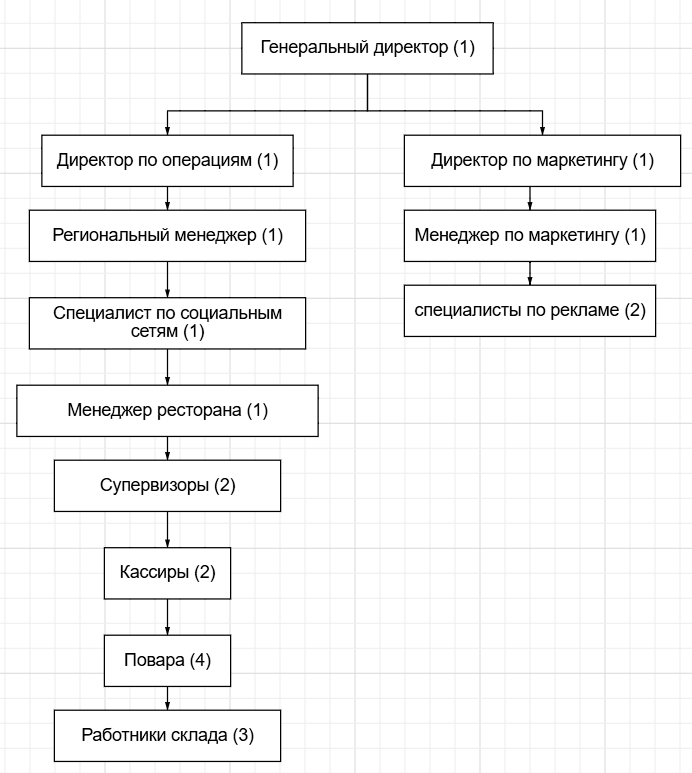 Генеральный директор (1)
Директор по операциям (1)
Директор по маркетингу (1)
Региональный менеджер (1)
Менеджер по маркетингу (1)
Специалист по социальным
сетям (1)
специалисты по рекламе (2)
Менеджер ресторана (1)
Супервизоры (2)
Кассиры (2)
Повара (4)
Работники склада (3)